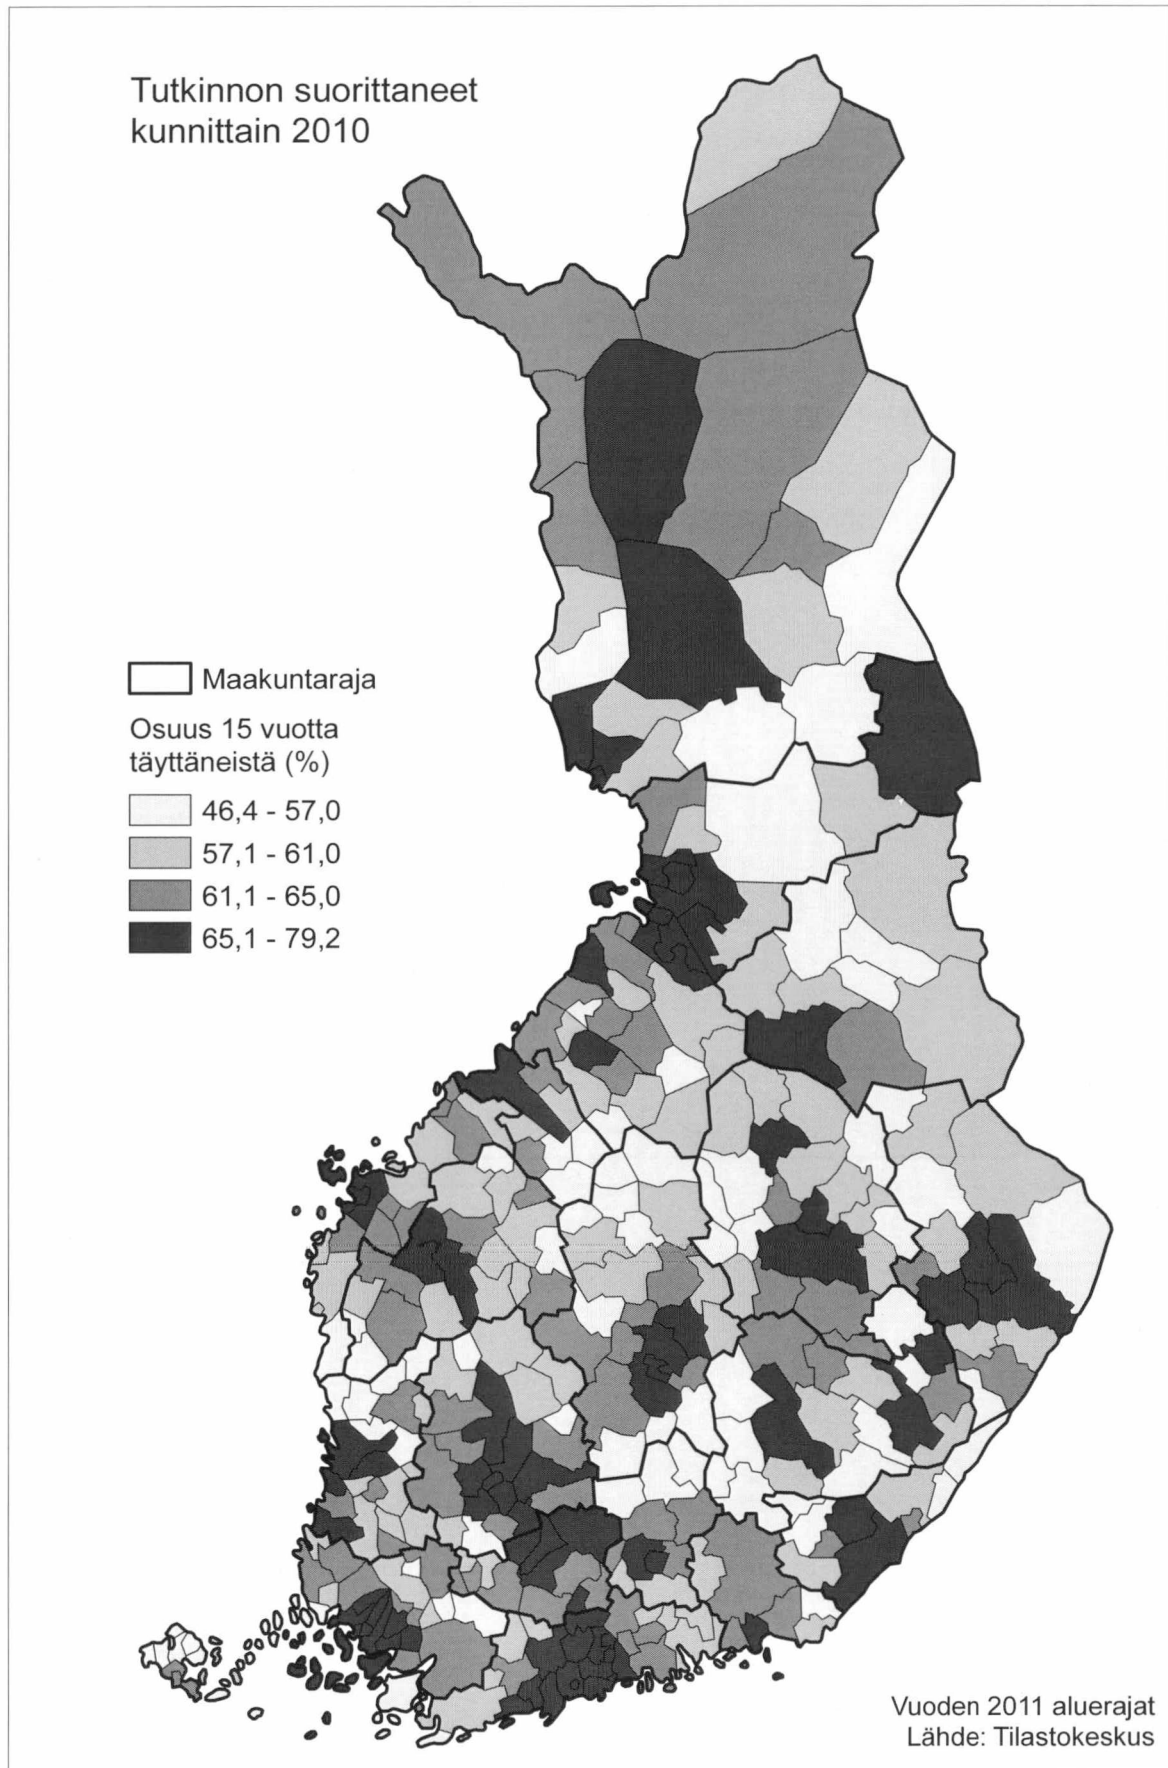 Tutkinnon suorittaneet
kunnittain 2010
Maakuntaraja
Osuus 15 vuotta
täyttäneistä (%)
46,4 - 57,0
57,1 - 61,0
61,1 - 65,0
65,1 - 79,2
Vuoden 2011 aluerajat
Lähde: Tilastokeskus